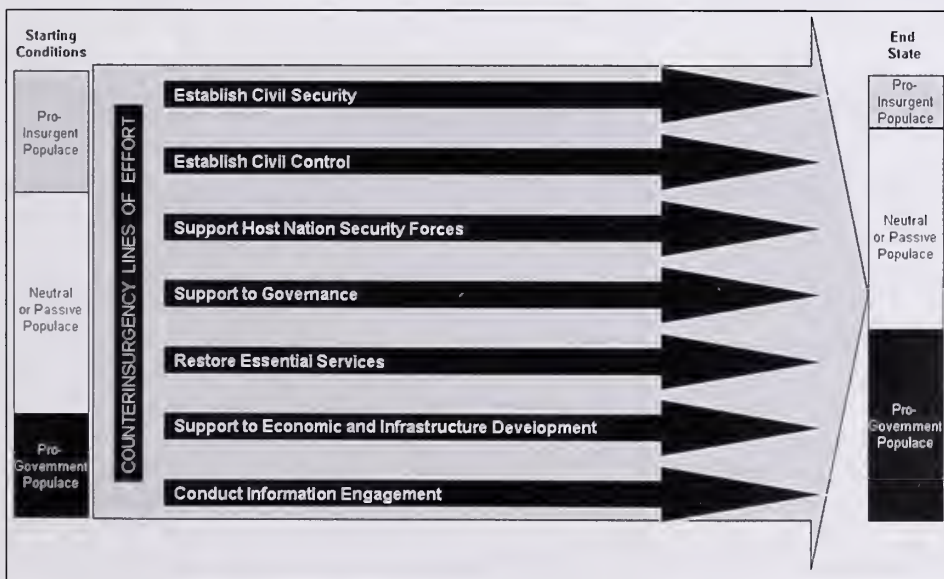 Starting
Conditions
Pro-
Insurgent
Populace
Neutral
or Passive
Populace
Pro-
Government
Populace
COUNTERINSURGENCY LINES OF EFFORT
Establish Civil Security
Establish Civil Control
Support Host Nation Security Forces
Support to Governance
Restore Essential Services
Support to Economic and Infrastructure Development
Conduct Information Engagement
End
State
Pro-
Insurgent
Populace
Neutral
or Passive
Populace
Pro-
Government
Populace